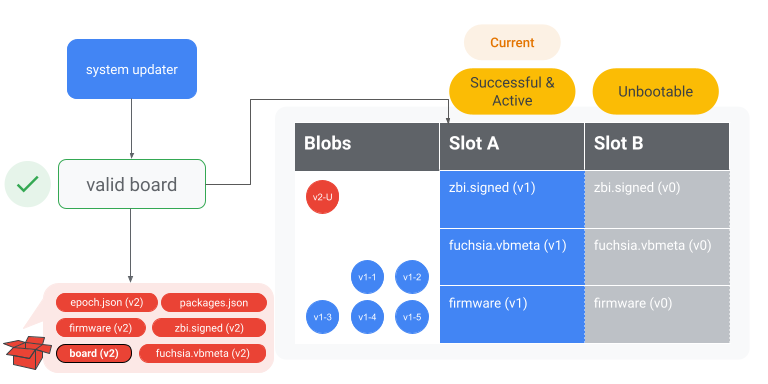 Current
system updater
Successful &
Active
Unbootable
valid board
Blobs
Slot A
Slot B
v2-U
zbi.signed (v1)
zbi.signed (v0)
fuchsia.vbmeta (v1)
fuchsia.vbmeta (v0)
v1-1
v1-2
v1-3
v1-4
v1-5
firmware (v1)
firmware (v0)
epoch.json (v2)
packages.json
firmware (v2)
zbi.signed (v2)
board (v2)
fuchsia.vbmeta (v2)